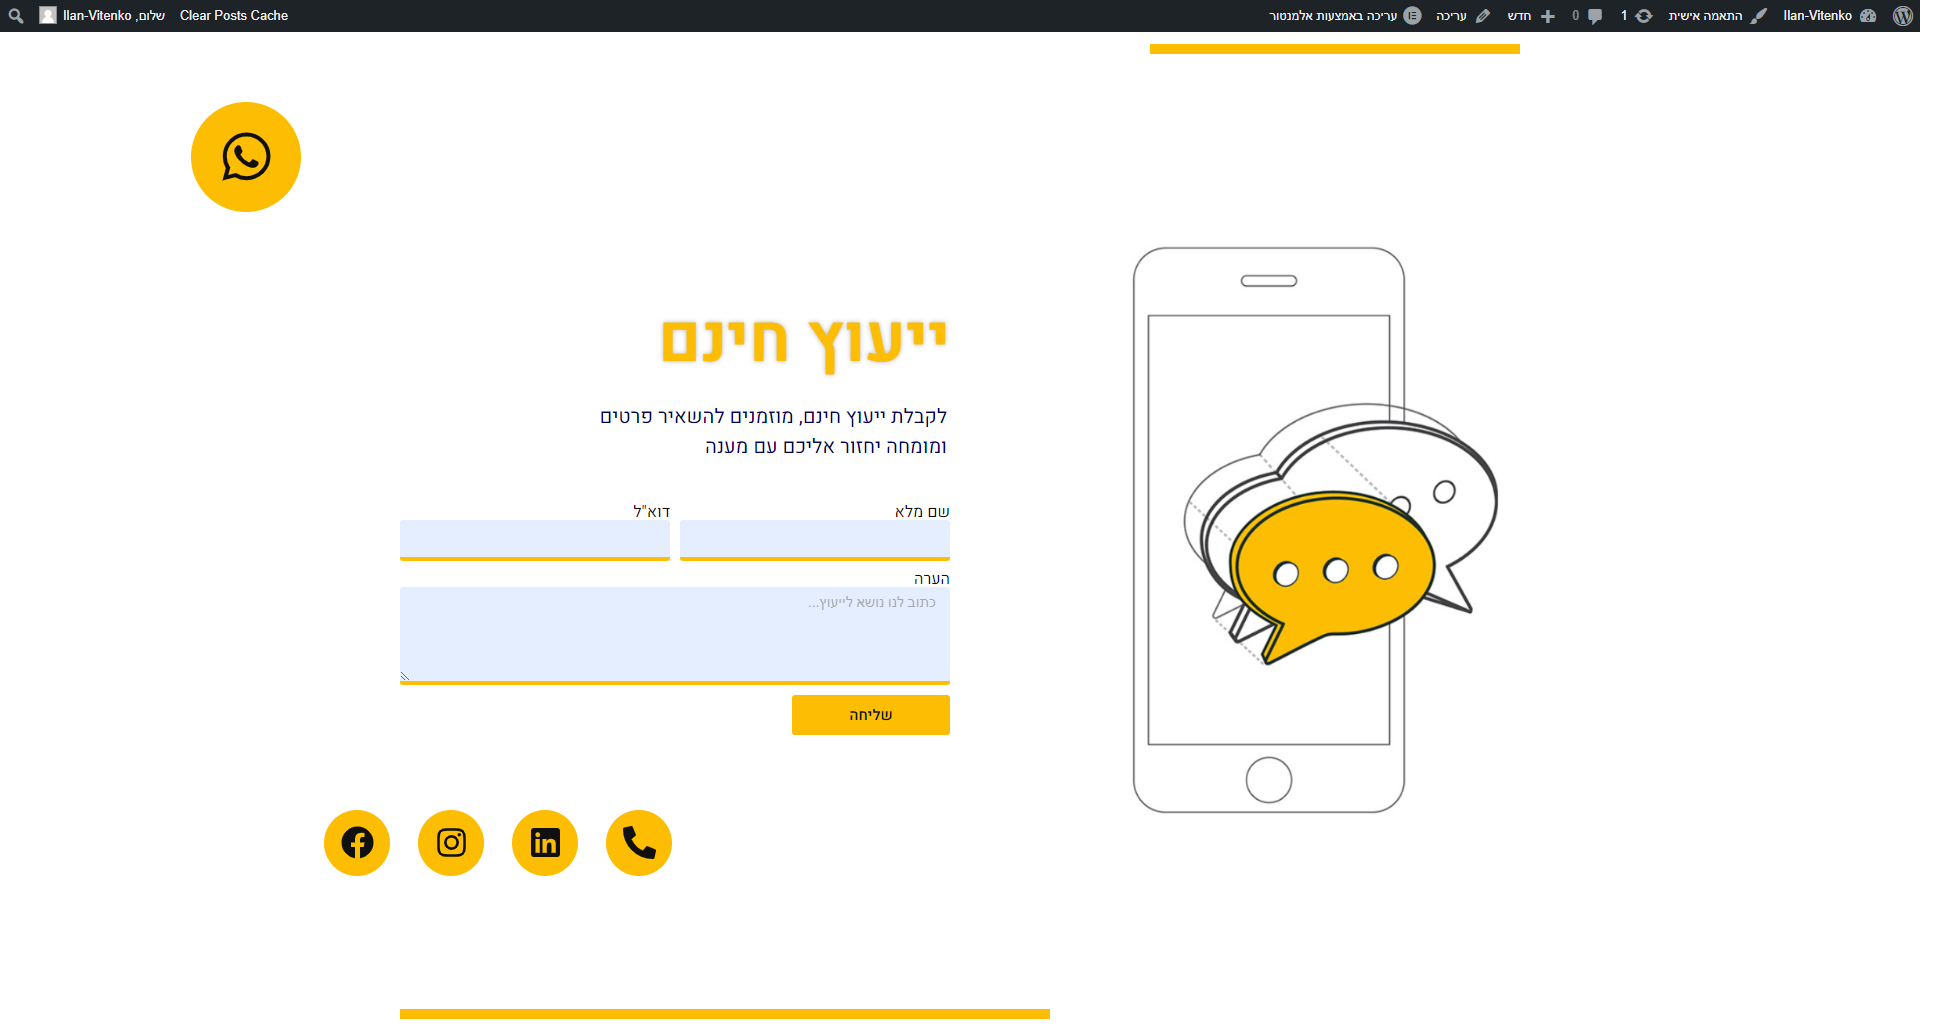 Ilan-Vitenko
התאמה אישית
1
0
חדש
עריכה
עריכה באמצעות אלמנטור
Clear Posts Cache
שלום, Ilan-Vitenko
ייעוץ חינם
לקבלת ייעוץ חינם, מוזמנים להשאיר פרטים
ומומחה יחזור אליכם עם מענה
שם מלא
דוא"ל
הערה
כתוב לנו נושא לייעוץ...
שליחה